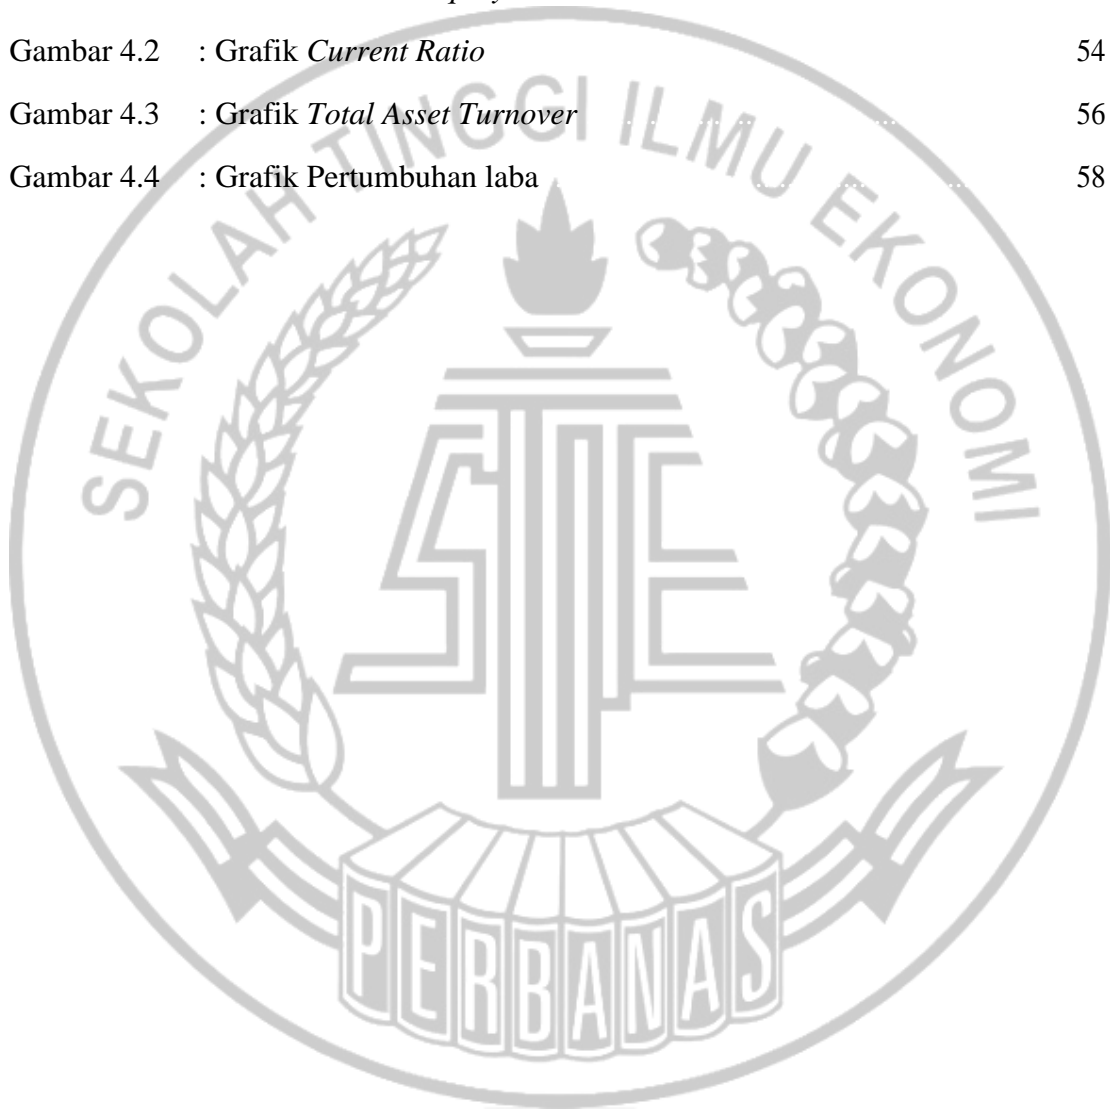 Gambar 4.2 : Grafik Current Ratio 54
Gambar 4.3 : Grafik Total Asset Turnover 56
Gambar 4.4 : Grafik Pertumbuhan laba 58
SEKOLAH TINGGI ILMU EKONOMI
STIE
PERBANAS